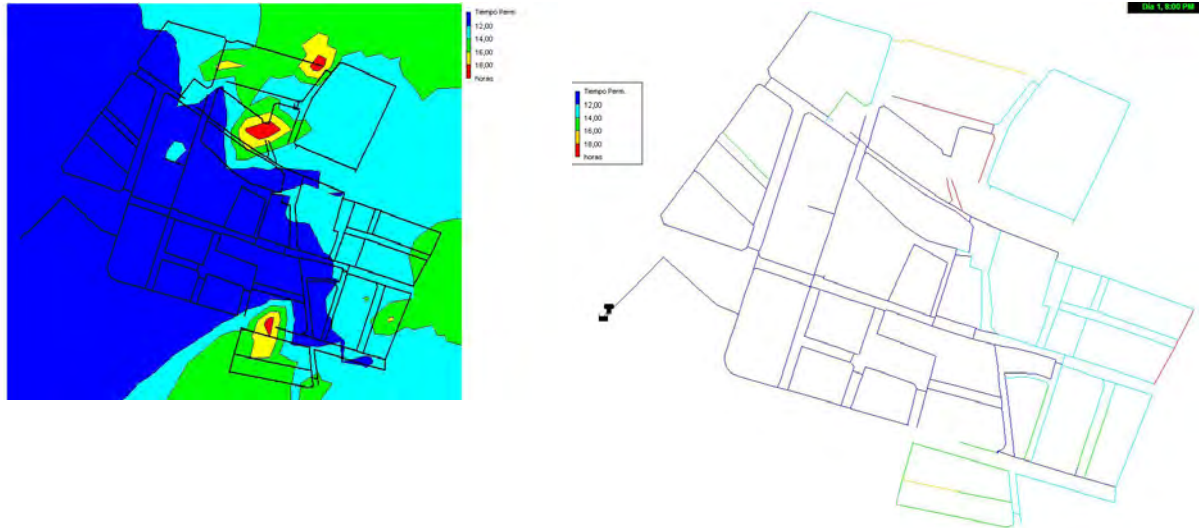 Tiempo Perm.
12,00
14,00
16,00
18,00
horas
Día 1, 8:00 PM
Tiempo Perm.
12,00
14,00
16,00
18,00
horas